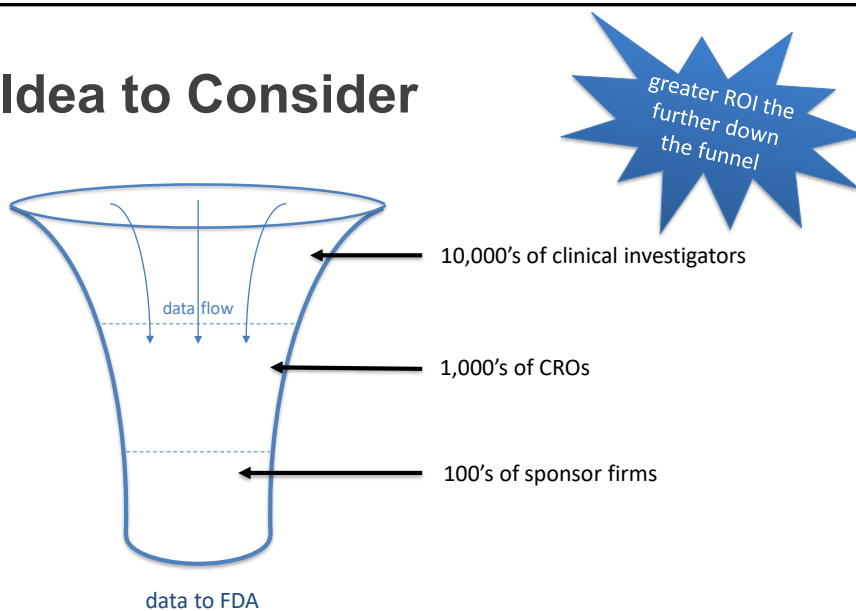 Idea to Consider
greater ROI the
further down
the funnel
10,000’s of clinical investigators
data flow
1,000’s of CROs
100’s of sponsor firms
data to FDA